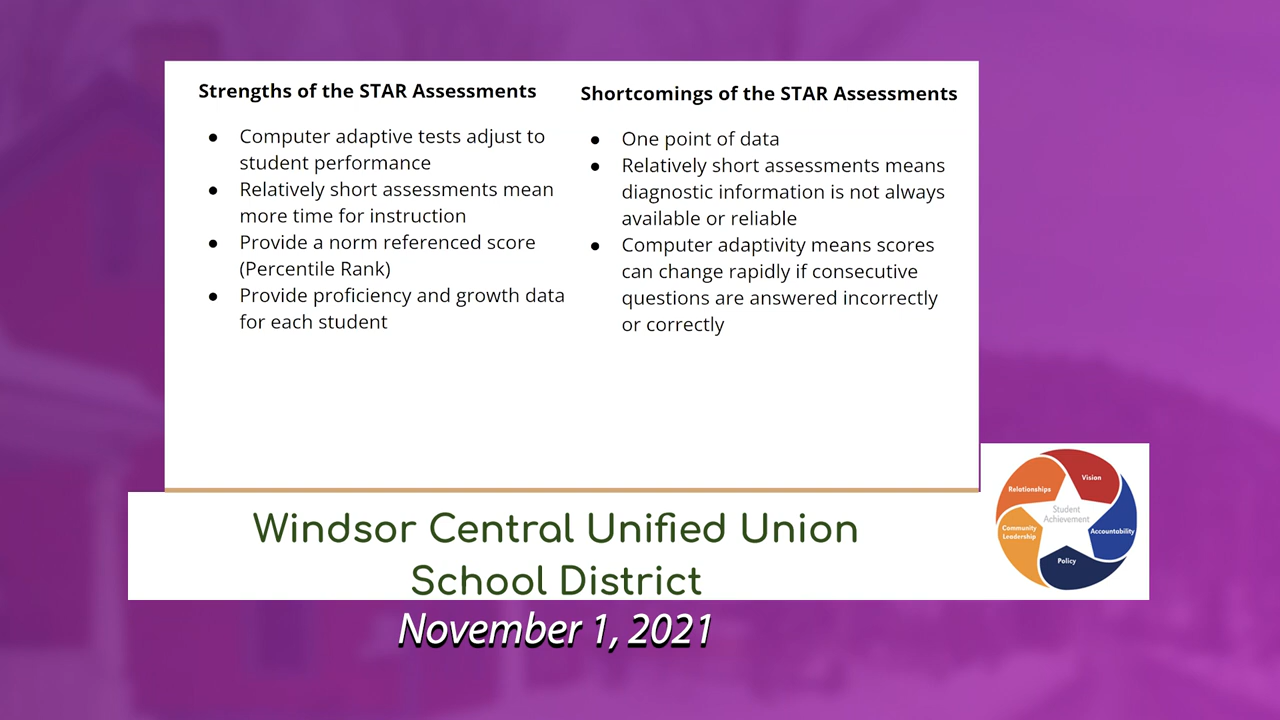 Strengths of the STAR Assessments
● Computer adaptive tests adjust to
student performance
● Relatively short assessments mean
more time for instruction
● Provide a norm referenced score
(Percentile Rank)
● Provide proficiency and growth data
for each student
Shortcomings of the STAR Assessments
● One point of data
● Relatively short assessments means
diagnostic information is not always
available or reliable
● Computer adaptivity means scores
can change rapidly if consecutive
questions are answered incorrectly
or correctly
Windsor Central Unified Union
School District
November 1, 2021
Vision
Relationships
Student
Achievement
Community
Leadership
Accountability
Policy